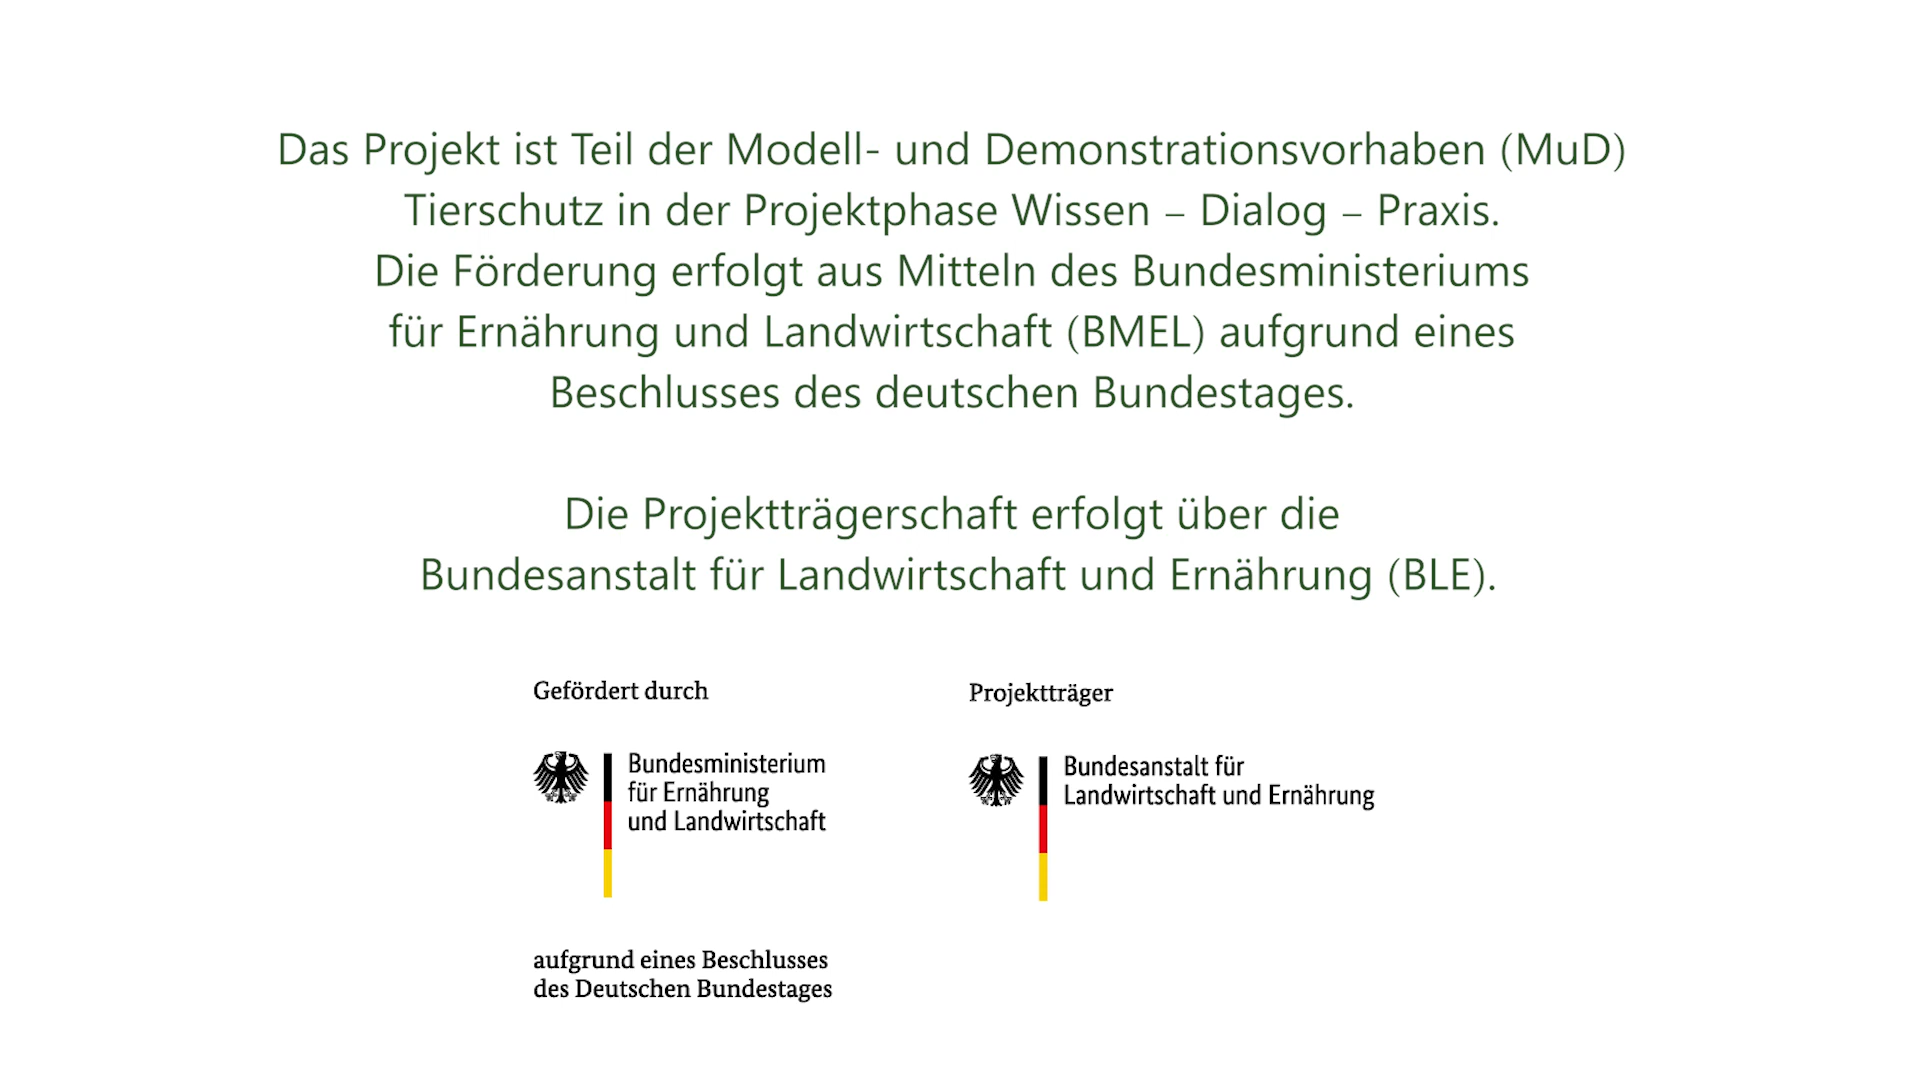 Das Projekt ist Teil der Modell- und Demonstrationsvorhaben (MuD)
Tierschutz in der Projektphase Wissen – Dialog – Praxis.
Die Förderung erfolgt aus Mitteln des Bundesministeriums
für Ernährung und Landwirtschaft (BMEL) aufgrund eines
Beschlusses des deutschen Bundestages.
Die Projektträgerschaft erfolgt über die
Bundesanstalt für Landwirtschaft und Ernährung (BLE).
Gefördert durch
Bundesministerium
für Ernährung
und Landwirtschaft
aufgrund eines Beschlusses
des Deutschen Bundestages
Projektträger
Bundesanstalt für
Landwirtschaft und Ernährung